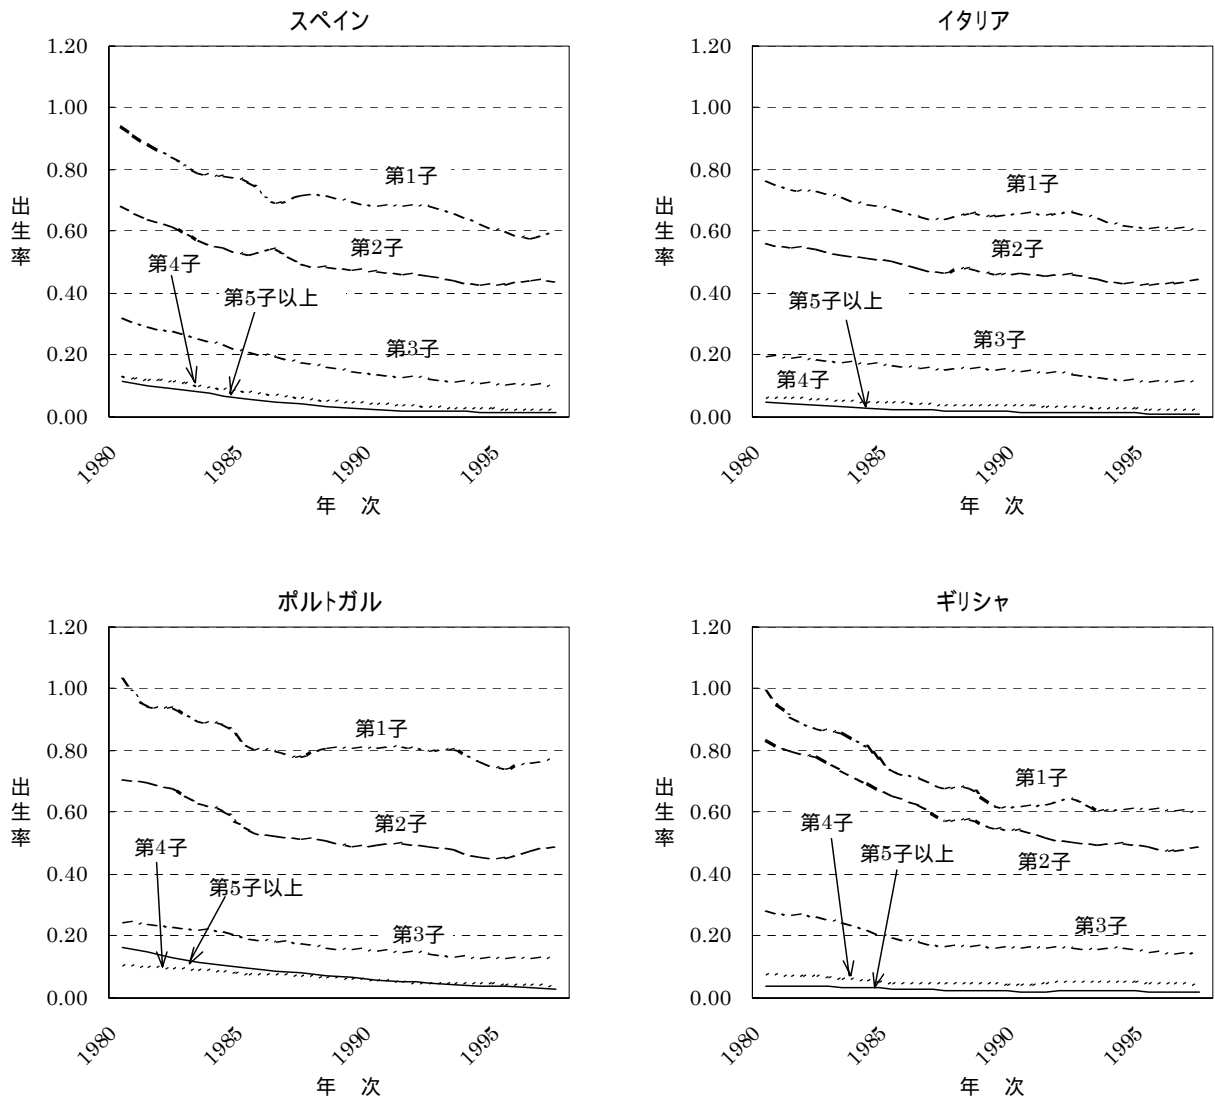 スペイン
1.20
1.00
0.80
0.60
0.40
0.20
0.00
出生率
第1子
第2子
第4子
第5子以上
第3子
1980
1985
1990
1995
年 次
イタリア
1.20
1.00
0.80
0.60
0.40
0.20
0.00
出生率
第1子
第2子
第5子以上
第3子
第4子
1980
1985
1990
1995
年 次
ポルトガル
1.20
1.00
0.80
0.60
0.40
0.20
0.00
出生率
第1子
第2子
第4子
第5子以上
第3子
1980
1985
1990
1995
年 次
ギリシャ
1.20
1.00
0.80
0.60
0.40
0.20
0.00
出生率
第1子
第4子
第5子以上
第2子
第3子
1980
1985
1990
1995
年 次